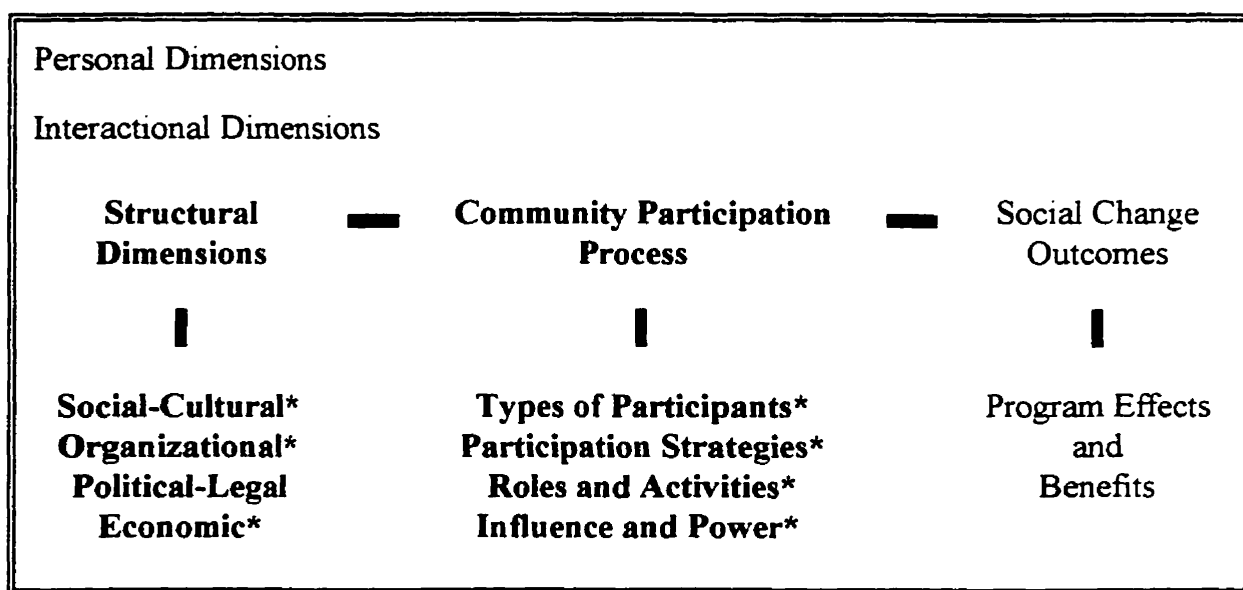 Personal Dimensions
Interactional Dimensions
Structural
Dimensions
Community Participation
Process
Social Change
Outcomes
Social-Cultural*
Organizational*
Political-Legal
Economic*
Types of Participants*
Participation Strategies*
Roles and Activities*
Influence and Power*
Program Effects
and
Benefits